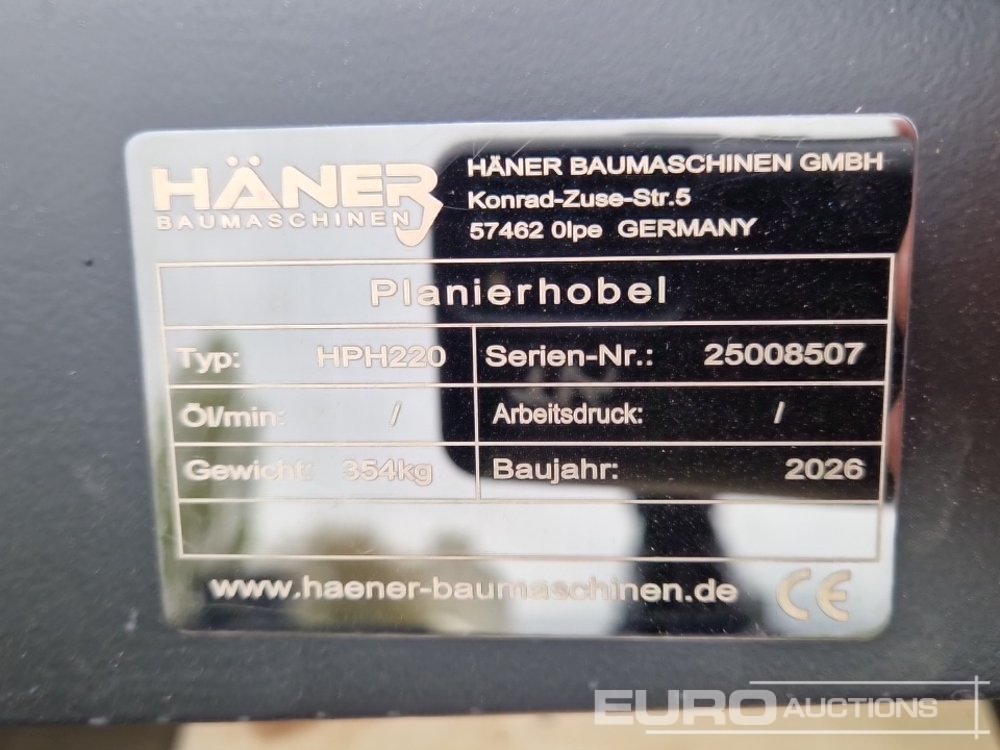 HÄNER
BAUMASCHINEN
HÄNER BAUMASCHINEN GMBH
Konrad-Zuse-Str.5
57462 0lpe GERMANY
Planierhobel
Typ: HPH220 Serien-Nr.: 25008507
Öl/min: / Arbeitsdruck: /
Gewicht: 354kg Baujahr: 2026
www.haener-baumaschinen.de CE
EURO AUCTIONS